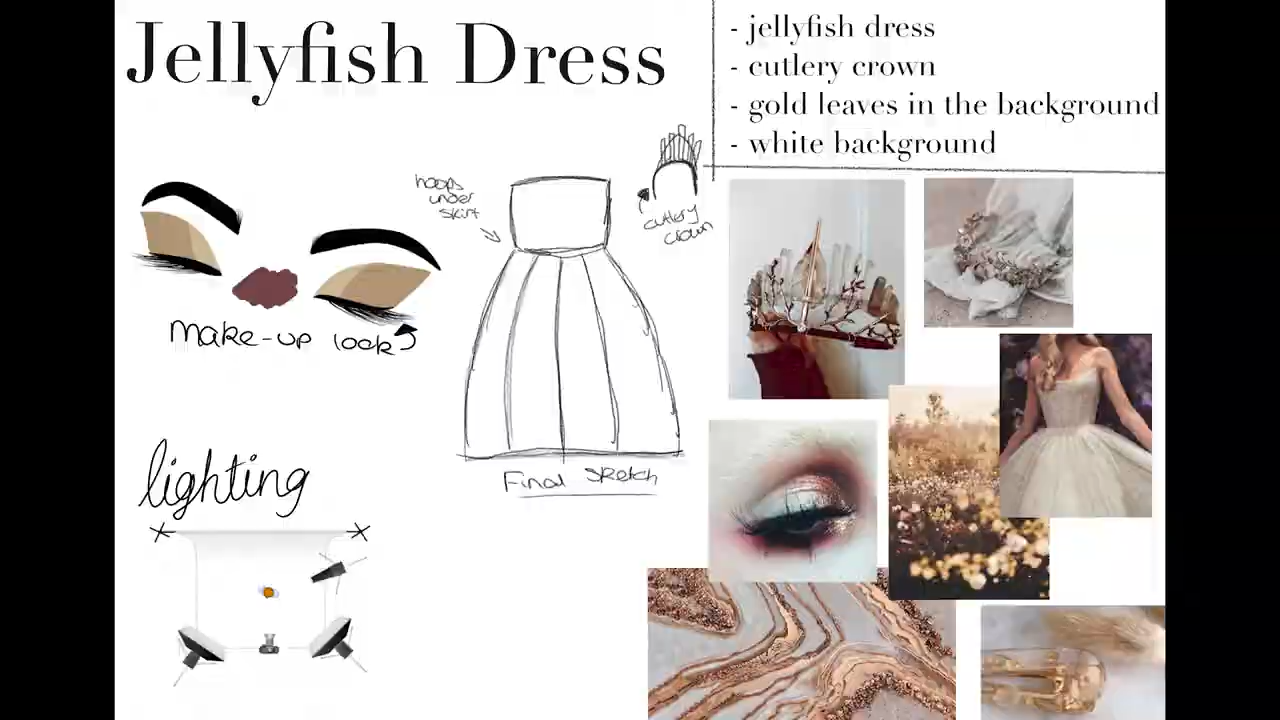 Jellyfish Dress
- jellyfish dress
- cutlery crown
- gold leaves in the background
- white background
hoops
under
skirt
cutlery
crown
Make-up look
Final Sketch
lighting